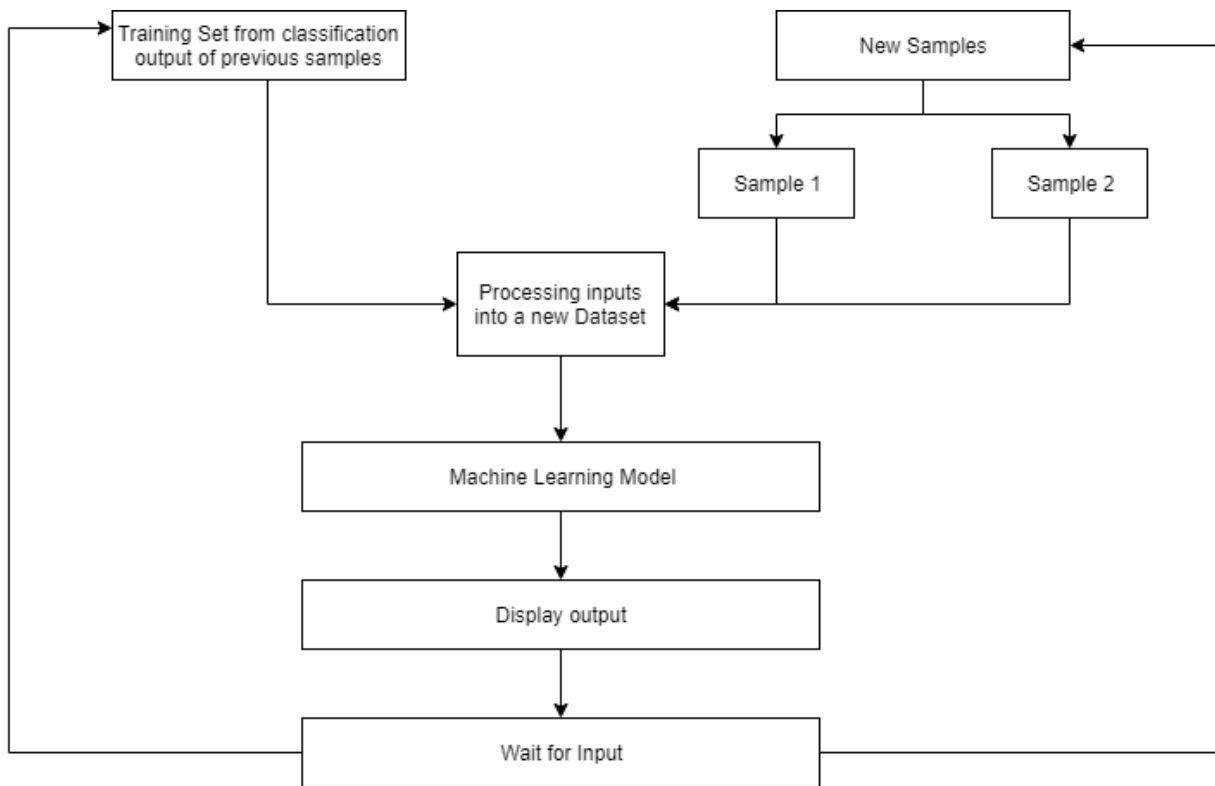 Training Set from classification
output of previous samples
New Samples
Sample 1
Sample 2
Processing inputs
into a new Dataset
Machine Learning Model
Display output
Wait for Input